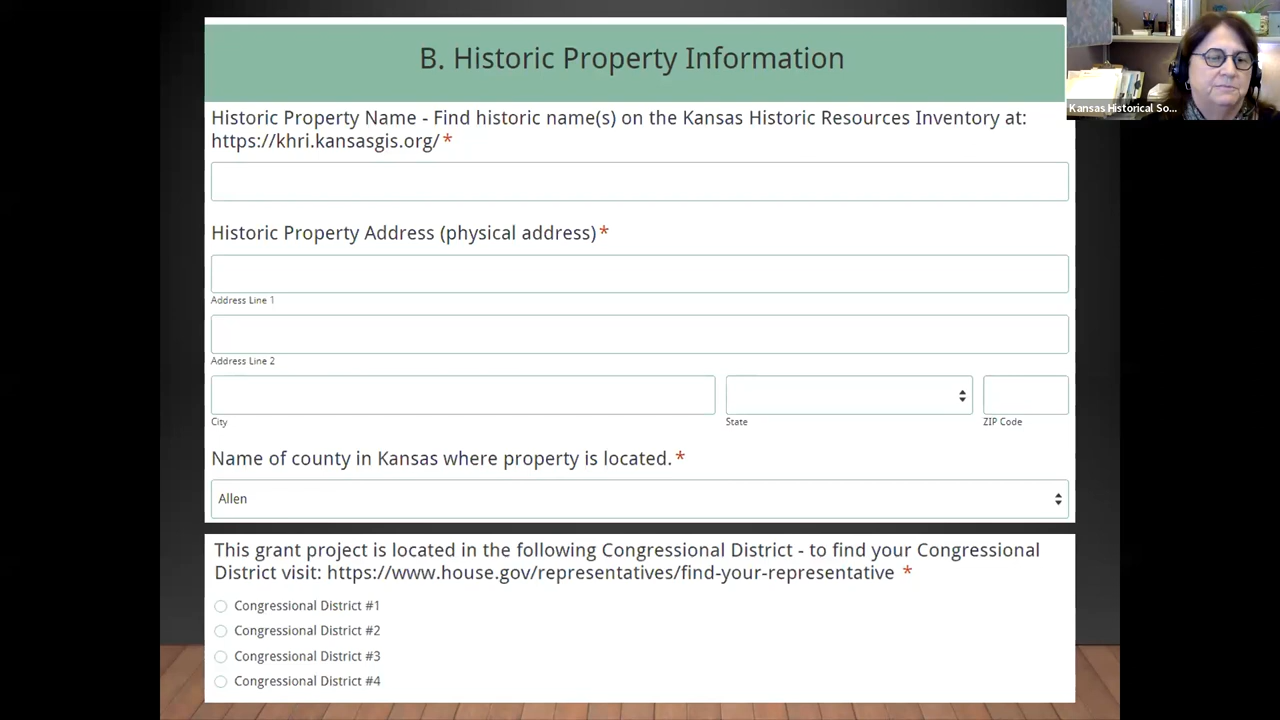 B. Historic Property Information
Kansas Historical So...
Historic Property Name - Find historic name(s) on the Kansas Historic Resources Inventory at:
https://khri.kansasgis.org/ *
Historic Property Address (physical address) *
Address Line 1
Address Line 2
City
State
ZIP Code
Name of county in Kansas where property is located. *
Allen
This grant project is located in the following Congressional District - to find your Congressional
District visit: https://www.house.gov/representatives/find-your-representative *
Congressional District #1
Congressional District #2
Congressional District #3
Congressional District #4